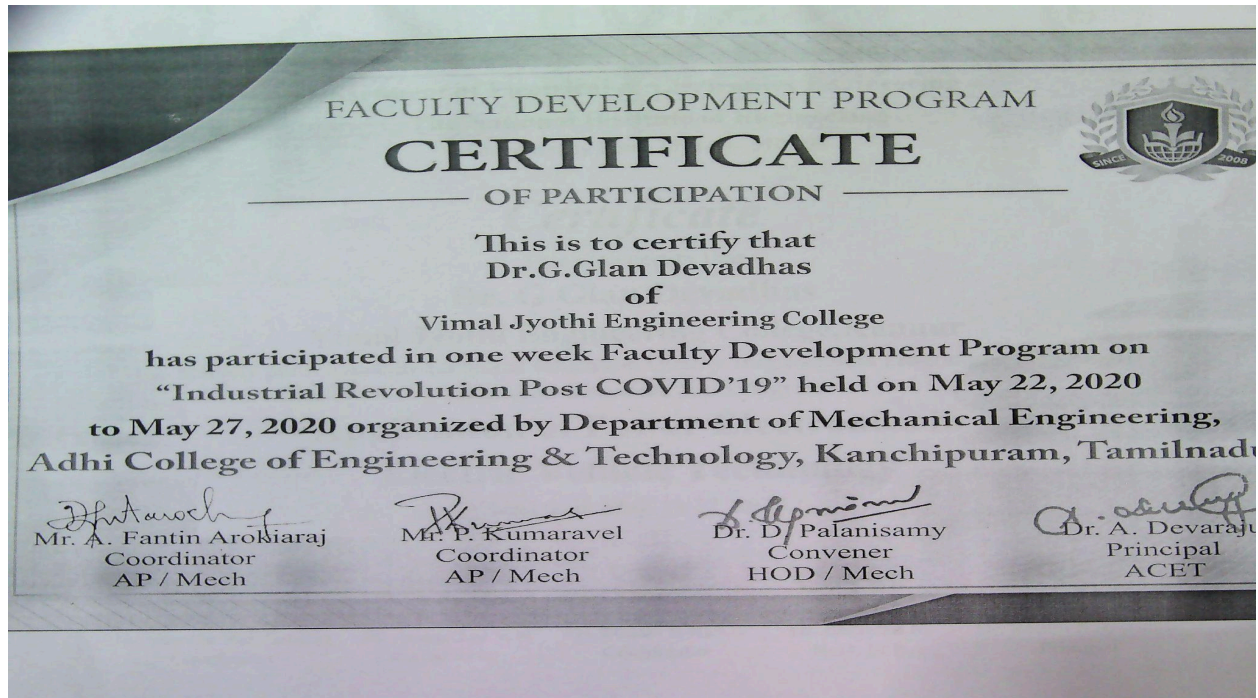 FACULTY DEVELOPMENT PROGRAM
CERTIFICATE
OF PARTICIPATION
SINCE 2008
This is to certify that
Dr.G.Glan Devadhas
of
Vimal Jyothi Engineering College
has participated in one week Faculty Development Program on
“Industrial Revolution Post COVID'19” held on May 22, 2020
to May 27, 2020 organized by Department of Mechanical Engineering,
Adhi College of Engineering & Technology, Kanchipuram, Tamilnadu
Mr. A. Fantin Arokiaraj Mr. P. Kumaravel Dr. D. Palanisamy Dr. A. Devaraju
Coordinator Coordinator Convener Principal
AP / Mech AP / Mech HOD / Mech ACET